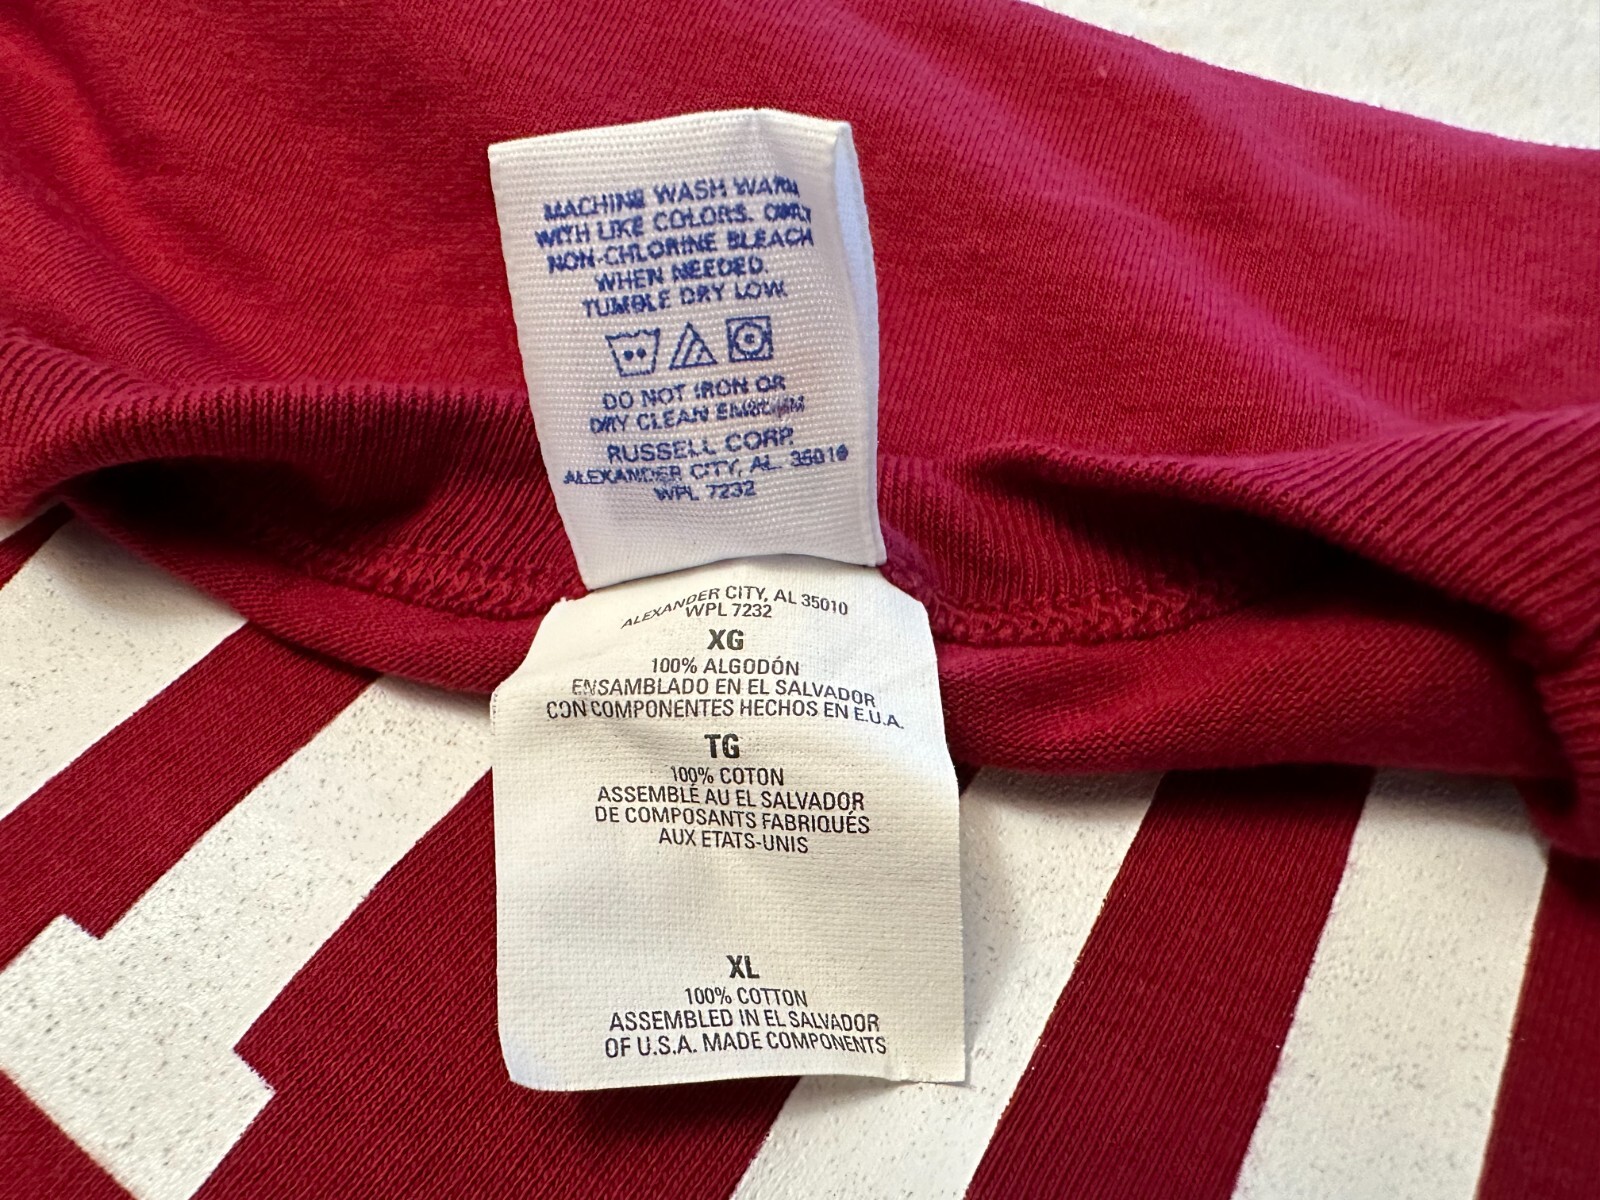 MACHINE WASH WARM
WITH LIKE COLORS. ONLY
NON-CHLORINE BLEACH
WHEN NEEDED.
TUMBLE DRY LOW.
DO NOT IRON OR
DRY CLEAN EMBLEM
RUSSELL CORP.
ALEXANDER CITY, AL. 35010
WPL 7232
ALEXANDER CITY, AL 35010
WPL 7232
XG
100% ALGODÓN
ENSAMBLADO EN EL SALVADOR
CON COMPONENTES HECHOS EN E.U.A.
TG
100% COTON
ASSEMBLÉ AU EL SALVADOR
DE COMPOSANTS FABRIQUÉS
AUX ETATS-UNIS
XL
100% COTTON
ASSEMBLED IN EL SALVADOR
OF U.S.A. MADE COMPONENTS